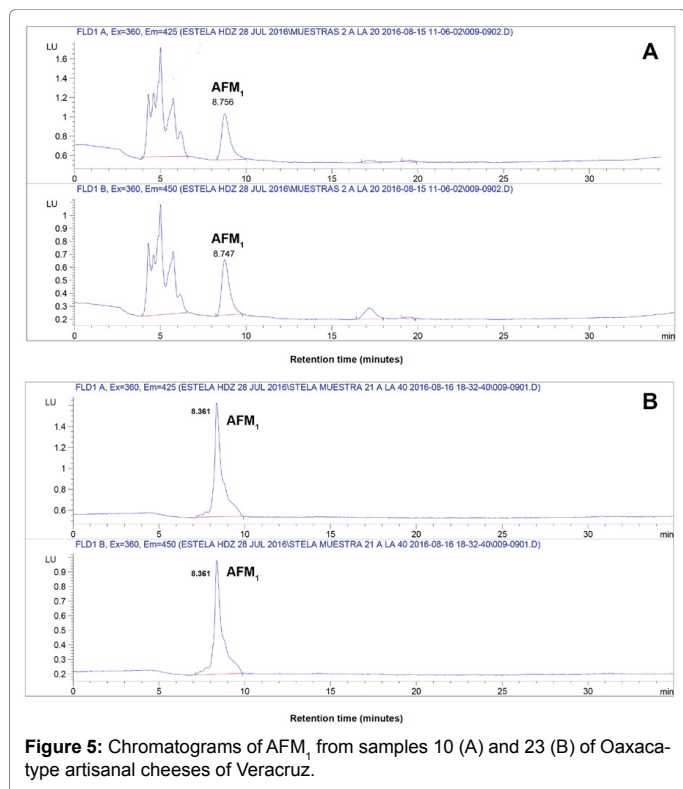 FLD1 A, Ex=360, Em=425 (ESTELA HDZ 28 JUL 2016\MUESTRAS 2 A LA 20 2016-08-15 11-06-02\009-0902.D)
LU
A
1.6
1.4
1.2
1
0.8
0.6
AFM1
8.756
0 5 10 15 20 25 30
FLD1 B, Ex=360, Em=450 (ESTELA HDZ 28 JUL 2016\MUESTRAS 2 A LA 20 2016-08-15 11-06-02\009-0902.D)
LU
1
0.9
0.8
0.7
0.6
0.5
0.4
0.3
0.2
AFM1
8.747
0 5 10 15 20 25 30 min
Retention time (minutes)
FLD1 A, Ex=360, Em=425 (ESTELA HDZ 28 JUL 2016\STELA MUESTRA 21 A LA 40 2016-08-16 18-32-40\009-0901.D)
LU
B
1.4
1.2
1
0.8
0.6
8.361 AFM1
0 5 10 15 20 25 30 min
FLD1 B, Ex=360, Em=450 (ESTELA HDZ 28 JUL 2016\STELA MUESTRA 21 A LA 40 2016-08-16 18-32-40\009-0901.D)
LU
0.9
0.8
0.7
0.6
0.5
0.4
0.3
0.2
8.361 AFM1
0 5 10 15 20 25 30 min
Retention time (minutes)
Figure 5: Chromatograms of AFM1 from samples 10 (A) and 23 (B) of Oaxaca-
type artisanal cheeses of Veracruz.